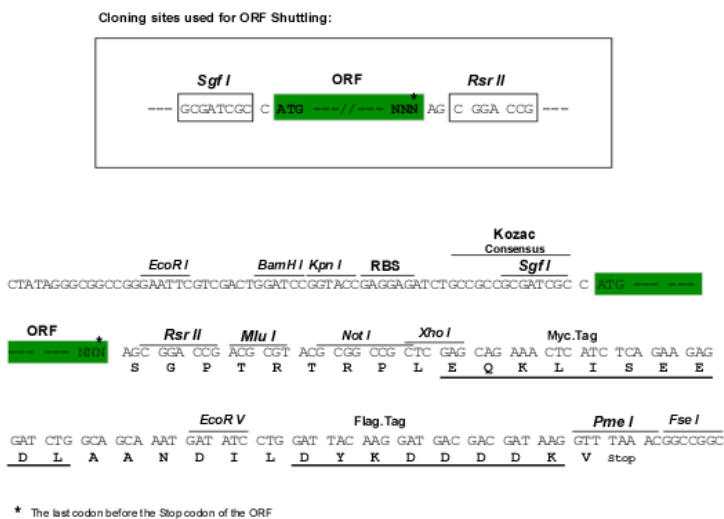 Cloning sites used for ORF Shuttling:
Sgf I ORF Rsr II
*
--- GCGATCGC C ATG ---//--- NNN AG C GGA CCG ---
Kozac
Consensus
EcoR I BamH I Kpn I RBS Sgf I
CTATAGGGCGGCCGGGAATTCGTCGACTGGATCCGGTACCGAGGAGATCTGCCGCCGCGATCGC C ATG --- ---
ORF * Rsr II Mlu I Not I Xho I Myc.Tag
--- --- NNN AGC GGA CCG ACG CGT ACG CGG CCG CTC GAG CAG AAA CTC ATC TCA GAA GAG
S G P T R T R P L E Q K L I S E E
EcoR V Flag.Tag Pme I Fse I
GAT CTG GCA GCA AAT GAT ATC CTG GAT TAC AAG GAT GAC GAC GAT AAG GTT TAA ACGGCCGGC
D L A A N D I L D Y K D D D D K V Stop
* The last codon before the Stop codon of the ORF